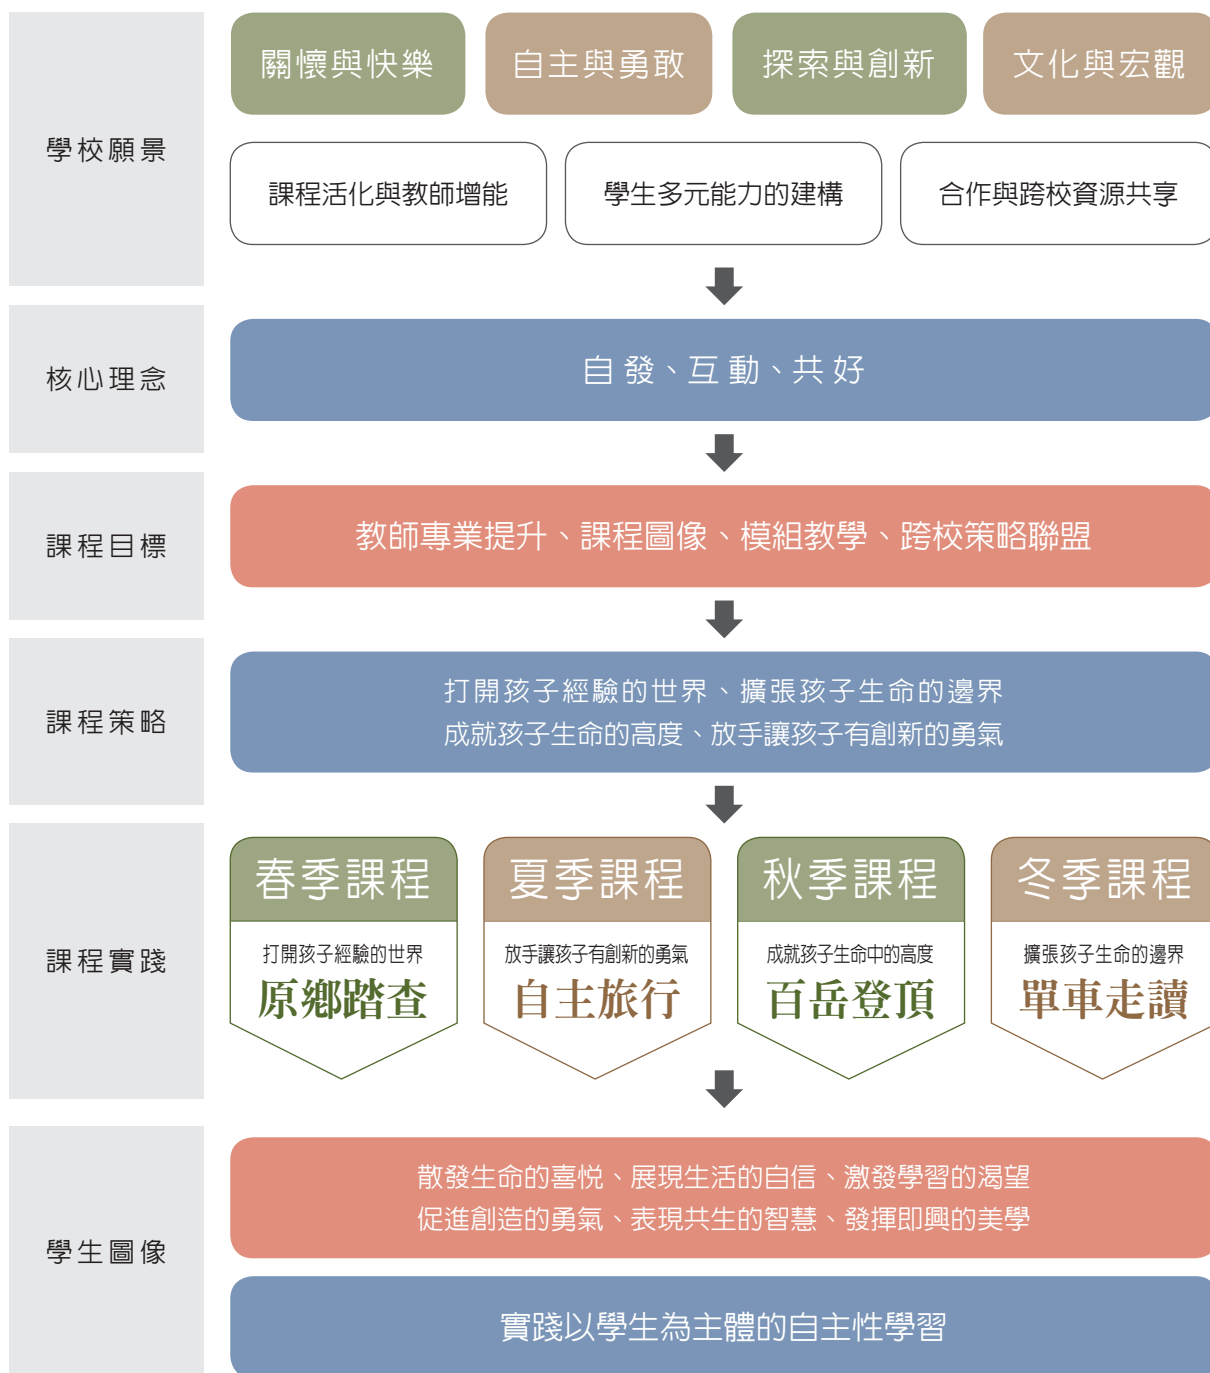 學校願景
關懷與快樂
自主與勇敢
探索與創新
文化與宏觀
課程活化與教師增能
學生多元能力的建構
合作與跨校資源共享
核心理念
自發、互動、共好
課程目標
教師專業提升、課程圖像、模組教學、跨校策略聯盟
課程策略
打開孩子經驗的世界、擴張孩子生命的邊界
成就孩子生命的高度、放手讓孩子有創新的勇氣
課程實踐
春季課程
打開孩子經驗的世界
原鄉踏查
夏季課程
放手讓孩子有創新的勇氣
自主旅行
秋季課程
成就孩子生命中的高度
百岳登頂
冬季課程
擴張孩子生命的邊界
單車走讀
學生圖像
散發生命的喜悅、展現生活的自信、激發學習的渴望
促進創造的勇氣、表現共生的智慧、發揮即興的美學
實踐以學生為主體的自主性學習